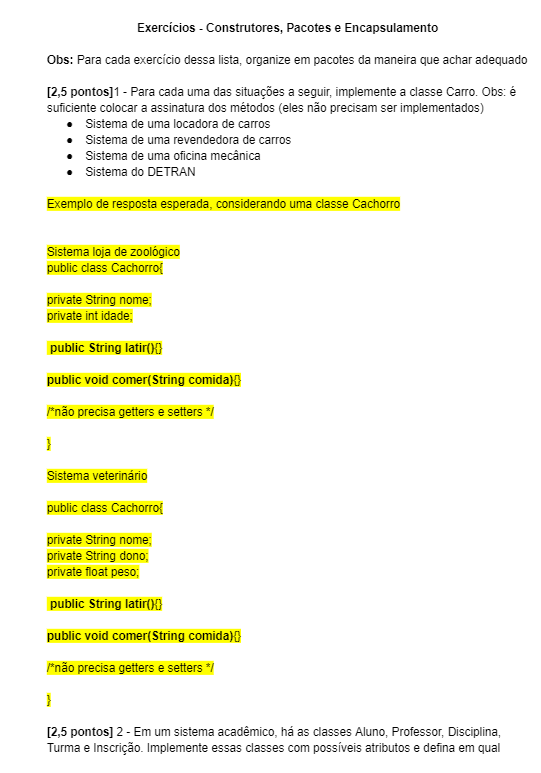 Exercícios - Construtores, Pacotes e Encapsulamento
Obs: Para cada exercício dessa lista, organize em pacotes da maneira que achar adequado
[2,5 pontos]1 - Para cada uma das situações a seguir, implemente a classe Carro. Obs: é
suficiente colocar a assinatura dos métodos (eles não precisam ser implementados)
● Sistema de uma locadora de carros
● Sistema de uma revendedora de carros
● Sistema de uma oficina mecânica
● Sistema do DETRAN
Exemplo de resposta esperada, considerando uma classe Cachorro
Sistema loja de zoológico
public class Cachorro{
private String nome;
private int idade;
public String latir(){}
public void comer(String comida){}
/*não precisa getters e setters */
}
Sistema veterinário
public class Cachorro{
private String nome;
private String dono;
private float peso;
public String latir(){}
public void comer(String comida){}
/*não precisa getters e setters */
}
[2,5 pontos] 2 - Em um sistema acadêmico, há as classes Aluno, Professor, Disciplina,
Turma e Inscrição. Implemente essas classes com possíveis atributos e defina em qual